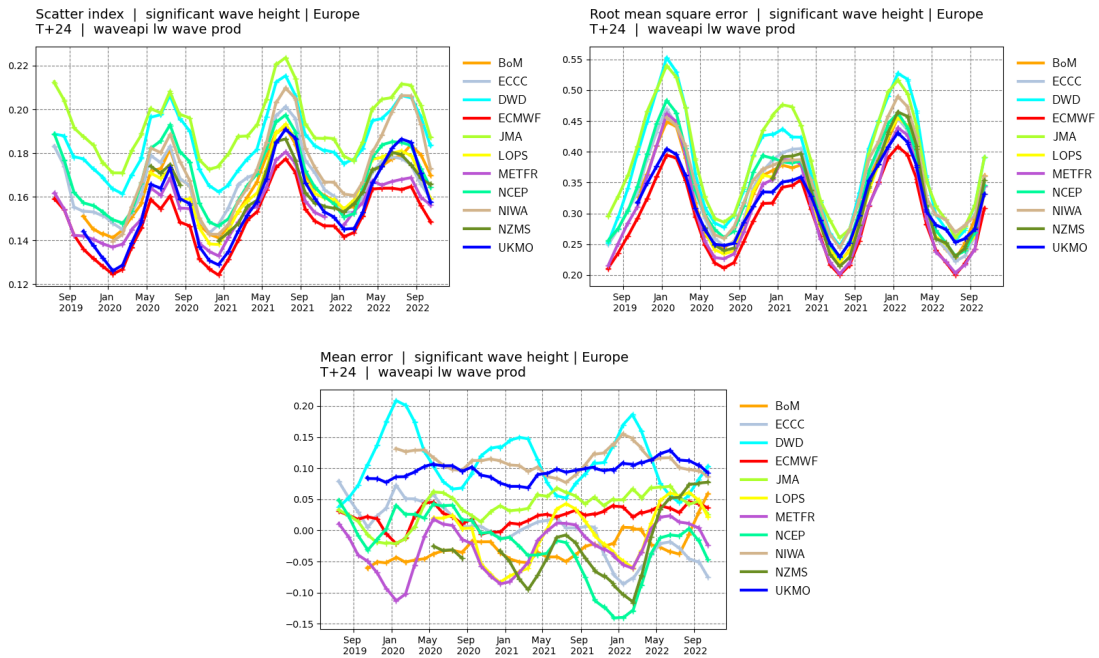 Scatter index | significant wave height | Europe
T+24 | waveapi lw wave prod
0.22
0.20
0.18
0.16
0.14
0.12
Sep
2019
Jan
2020
May
2020
Sep
2020
Jan
2021
May
2021
Sep
2021
Jan
2022
May
2022
Sep
2022
BoM
ECCC
DWD
ECMWF
JMA
LOPS
METFR
NCEP
NIWA
NZMS
UKMO
Root mean square error | significant wave height | Europe
T+24 | waveapi lw wave prod
0.55
0.50
0.45
0.40
0.35
0.30
0.25
0.20
Sep
2019
Jan
2020
May
2020
Sep
2020
Jan
2021
May
2021
Sep
2021
Jan
2022
May
2022
Sep
2022
BoM
ECCC
DWD
ECMWF
JMA
LOPS
METFR
NCEP
NIWA
NZMS
UKMO
Mean error | significant wave height | Europe
T+24 | waveapi lw wave prod
0.20
0.15
0.10
0.05
0.00
−0.05
−0.10
−0.15
Sep
2019
Jan
2020
May
2020
Sep
2020
Jan
2021
May
2021
Sep
2021
Jan
2022
May
2022
Sep
2022
BoM
ECCC
DWD
ECMWF
JMA
LOPS
METFR
NCEP
NIWA
NZMS
UKMO